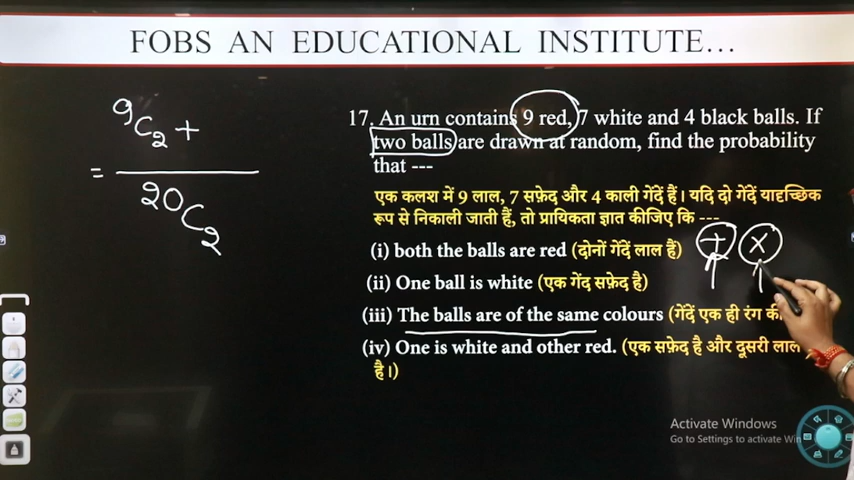 FOBS AN EDUCATIONAL INSTITUTE...
9C2 +
=
20C2
17. An urn contains 9 red, 7 white and 4 black balls. If
two balls are drawn at random, find the probability
that ---
एक कलश में 9 लाल, 7 सफ़ेद और 4 काली गेंदें हैं। यदि दो गेंदें यादृच्छिक
रूप से निकाली जाती हैं, तो प्रायिकता ज्ञात कीजिए कि ---
(i) both the balls are red (दोनों गेंदें लाल है)
+ ×
(ii) One ball is white (एक गेंद सफ़ेद है)
(iii) The balls are of the same colours (गेंदें एक ही रंग की
(iv) One is white and other red. (एक सफ़ेद है और दूसरी लाल
है।)
Activate Windows
Go to Settings to activate Win